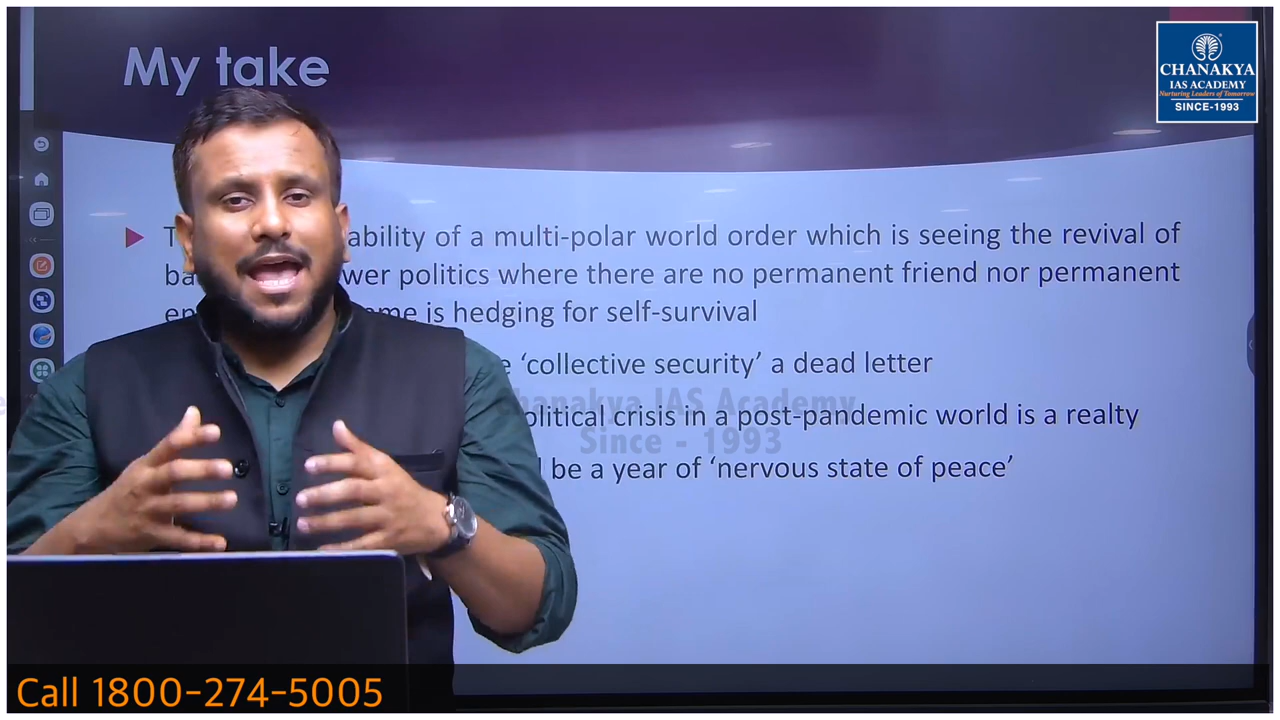 My take
CHANAKYA
IAS ACADEMY
Nurturing Leaders of Tomorrow
SINCE-1993
ability of a multi-polar world order which is seeing the revival of
wer politics where there are no permanent friend nor permanent
ame is hedging for self-survival
'collective security' a dead letter
olitical crisis in a post-pandemic world is a realty
be a year of 'nervous state of peace'
Chanakya IAS Academy
Since - 1993
Call 1800-274-5005